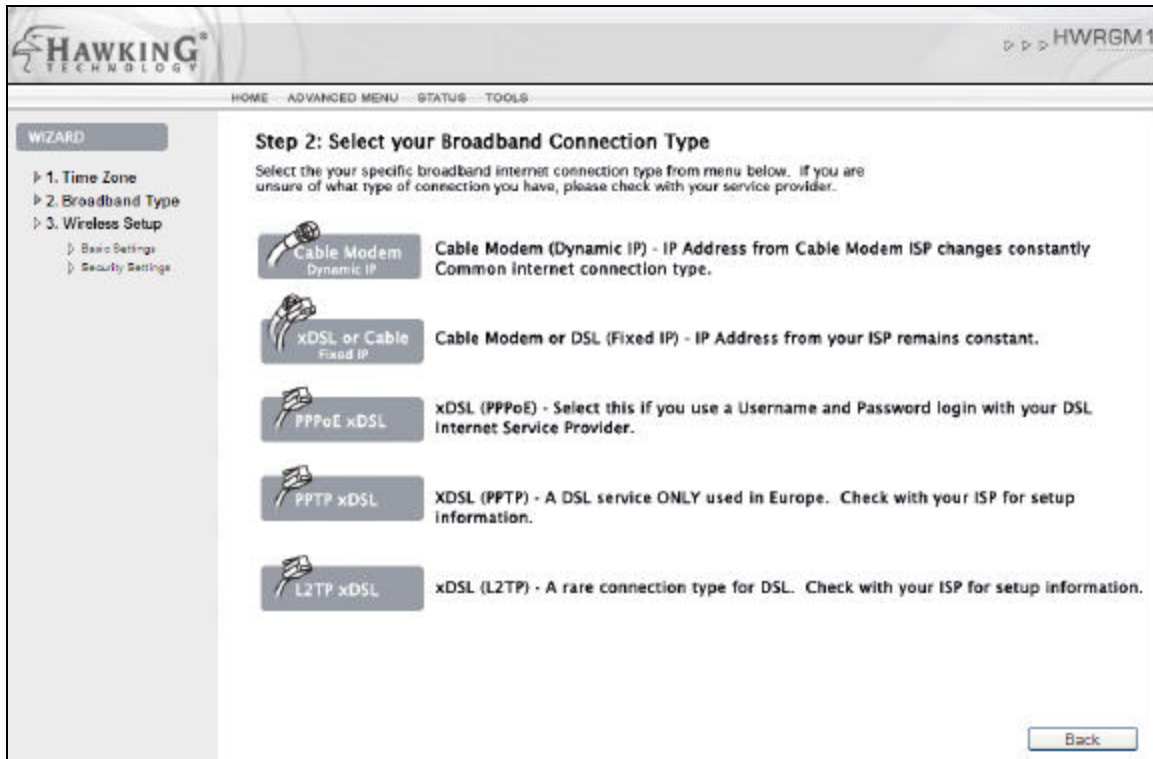 HAWKING®
TECHNOLOGY
HWRGM1
HOME ADVANCED MENU STATUS TOOLS
WIZARD
1. Time Zone
2. Broadband Type
3. Wireless Setup
Basic Settings
Security Settings
Step 2: Select your Broadband Connection Type
Select the your specific broadband internet connection type from menu below. If you are
unsure of what type of connection you have, please check with your service provider.
Cable Modem
Dynamic IP
Cable Modem (Dynamic IP) - IP Address from Cable Modem ISP changes constantly
Common internet connection type.
xDSL or Cable
Fixed IP
Cable Modem or DSL (Fixed IP) - IP Address from your ISP remains constant.
PPPoE xDSL
xDSL (PPPoE) - Select this if you use a Username and Password login with your DSL
Internet Service Provider.
PPTP xDSL
XDSL (PPTP) - A DSL service ONLY used in Europe. Check with your ISP for setup
information.
L2TP xDSL
xDSL (L2TP) - A rare connection type for DSL. Check with your ISP for setup information.
Back